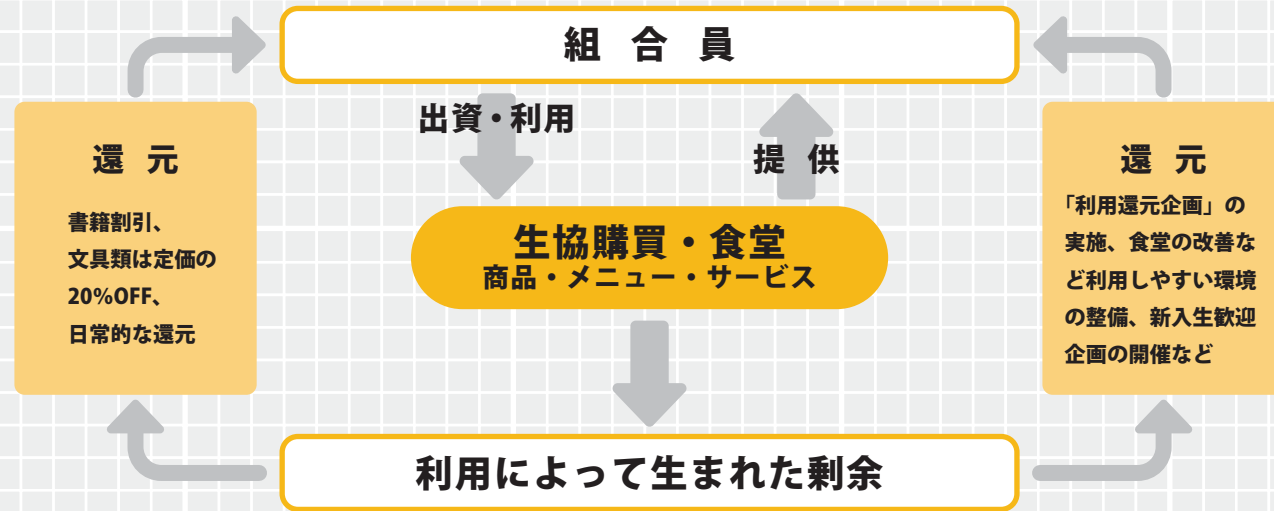 組合員
出資・利用
提供
還元
書籍割引、
文具類は定価の
20%OFF、
日常的な還元
生協購買・食堂
商品・メニュー・サービス
還元
「利用還元企画」の
実施、食堂の改善な
ど利用しやすい環境
の整備、新入生歓迎
企画の開催など
利用によって生まれた剰余